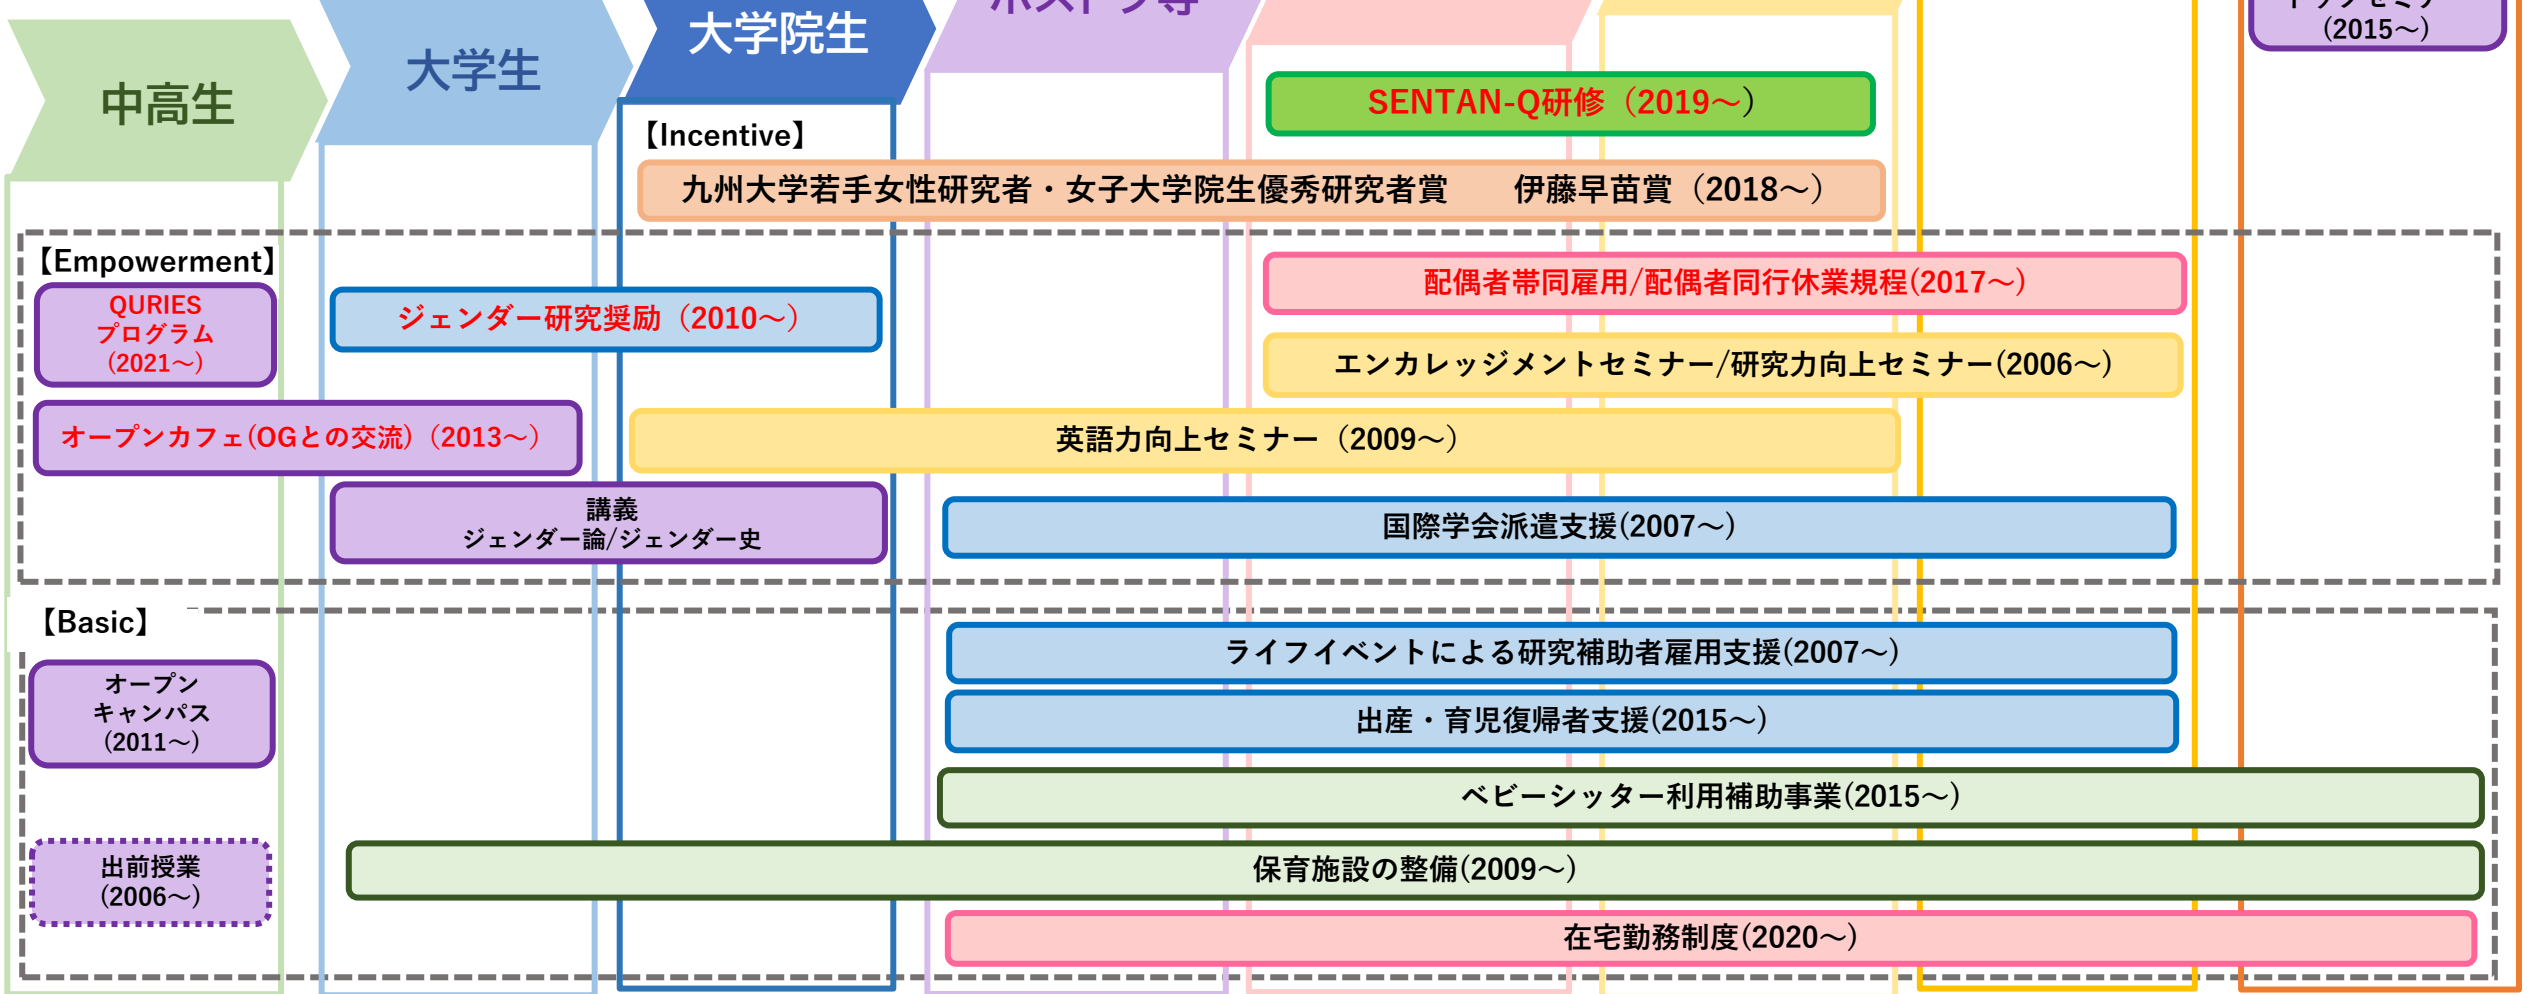 大学院生
大学生
中高生
(2015～)
SENTAN-Q研修（2019～）
【Incentive】
九州大学若手女性研究者・女子大学院生優秀研究者賞　　伊藤早苗賞（2018～）
【Empowerment】
QURIES
プログラム
(2021～)
ジェンダー研究奨励（2010～）
配偶者帯同雇用/配偶者同行休業規程(2017～)
エンカレッジメントセミナー/研究力向上セミナー(2006～)
オープンカフェ(OGとの交流)（2013～）
英語力向上セミナー（2009～）
講義
ジェンダー論/ジェンダー史
国際学会派遣支援(2007～)
【Basic】
ライフイベントによる研究補助者雇用支援(2007～)
オープン
キャンパス
(2011～)
出産・育児復帰者支援(2015～)
ベビーシッター利用補助事業(2015～)
出前授業
(2006～)
保育施設の整備(2009～)
在宅勤務制度(2020～)